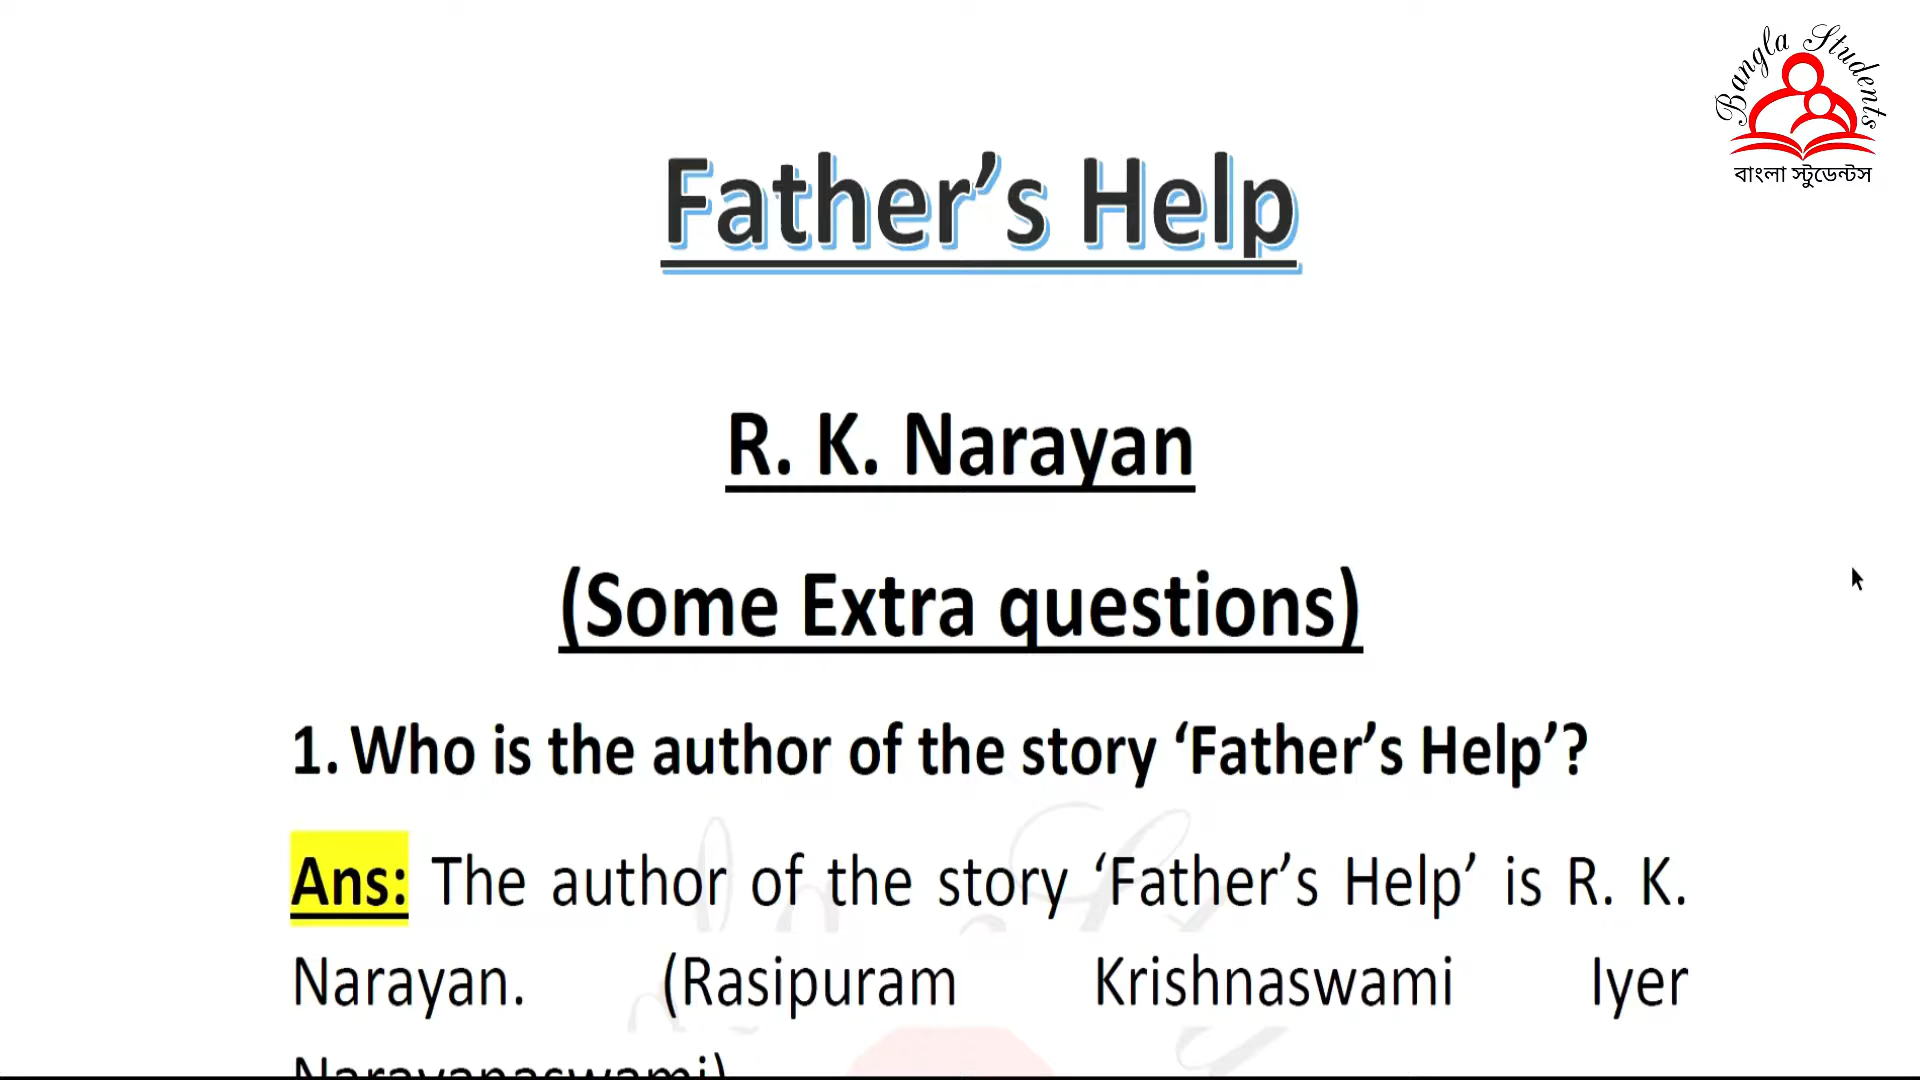 Bangla Students
বাংলা স্টুডেন্টস
Father’s Help
R. K. Narayan
(Some Extra questions)
1. Who is the author of the story ‘Father’s Help’?
Ans: The author of the story ‘Father’s Help’ is R. K.
Narayan. (Rasipuram Krishnaswami Iyer
Narayanaswami)